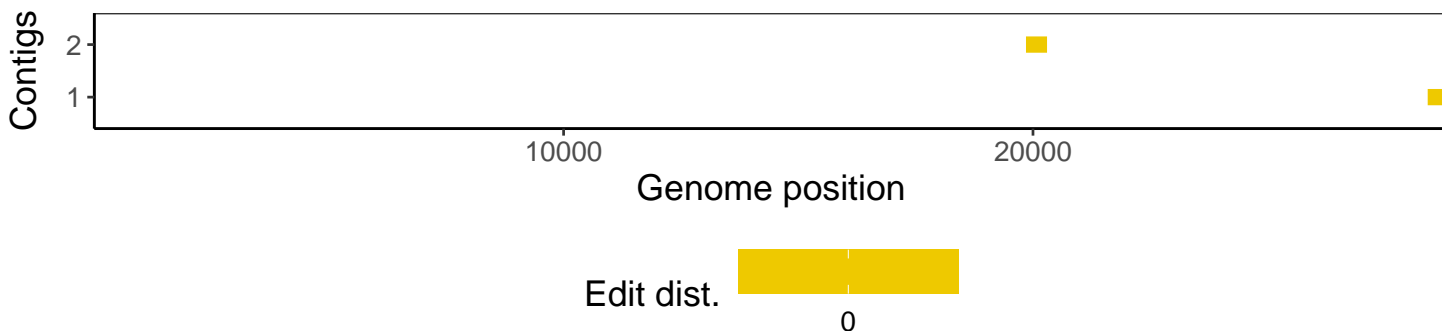 Contigs
2
1
10000 20000
Genome position
Edit dist.
0